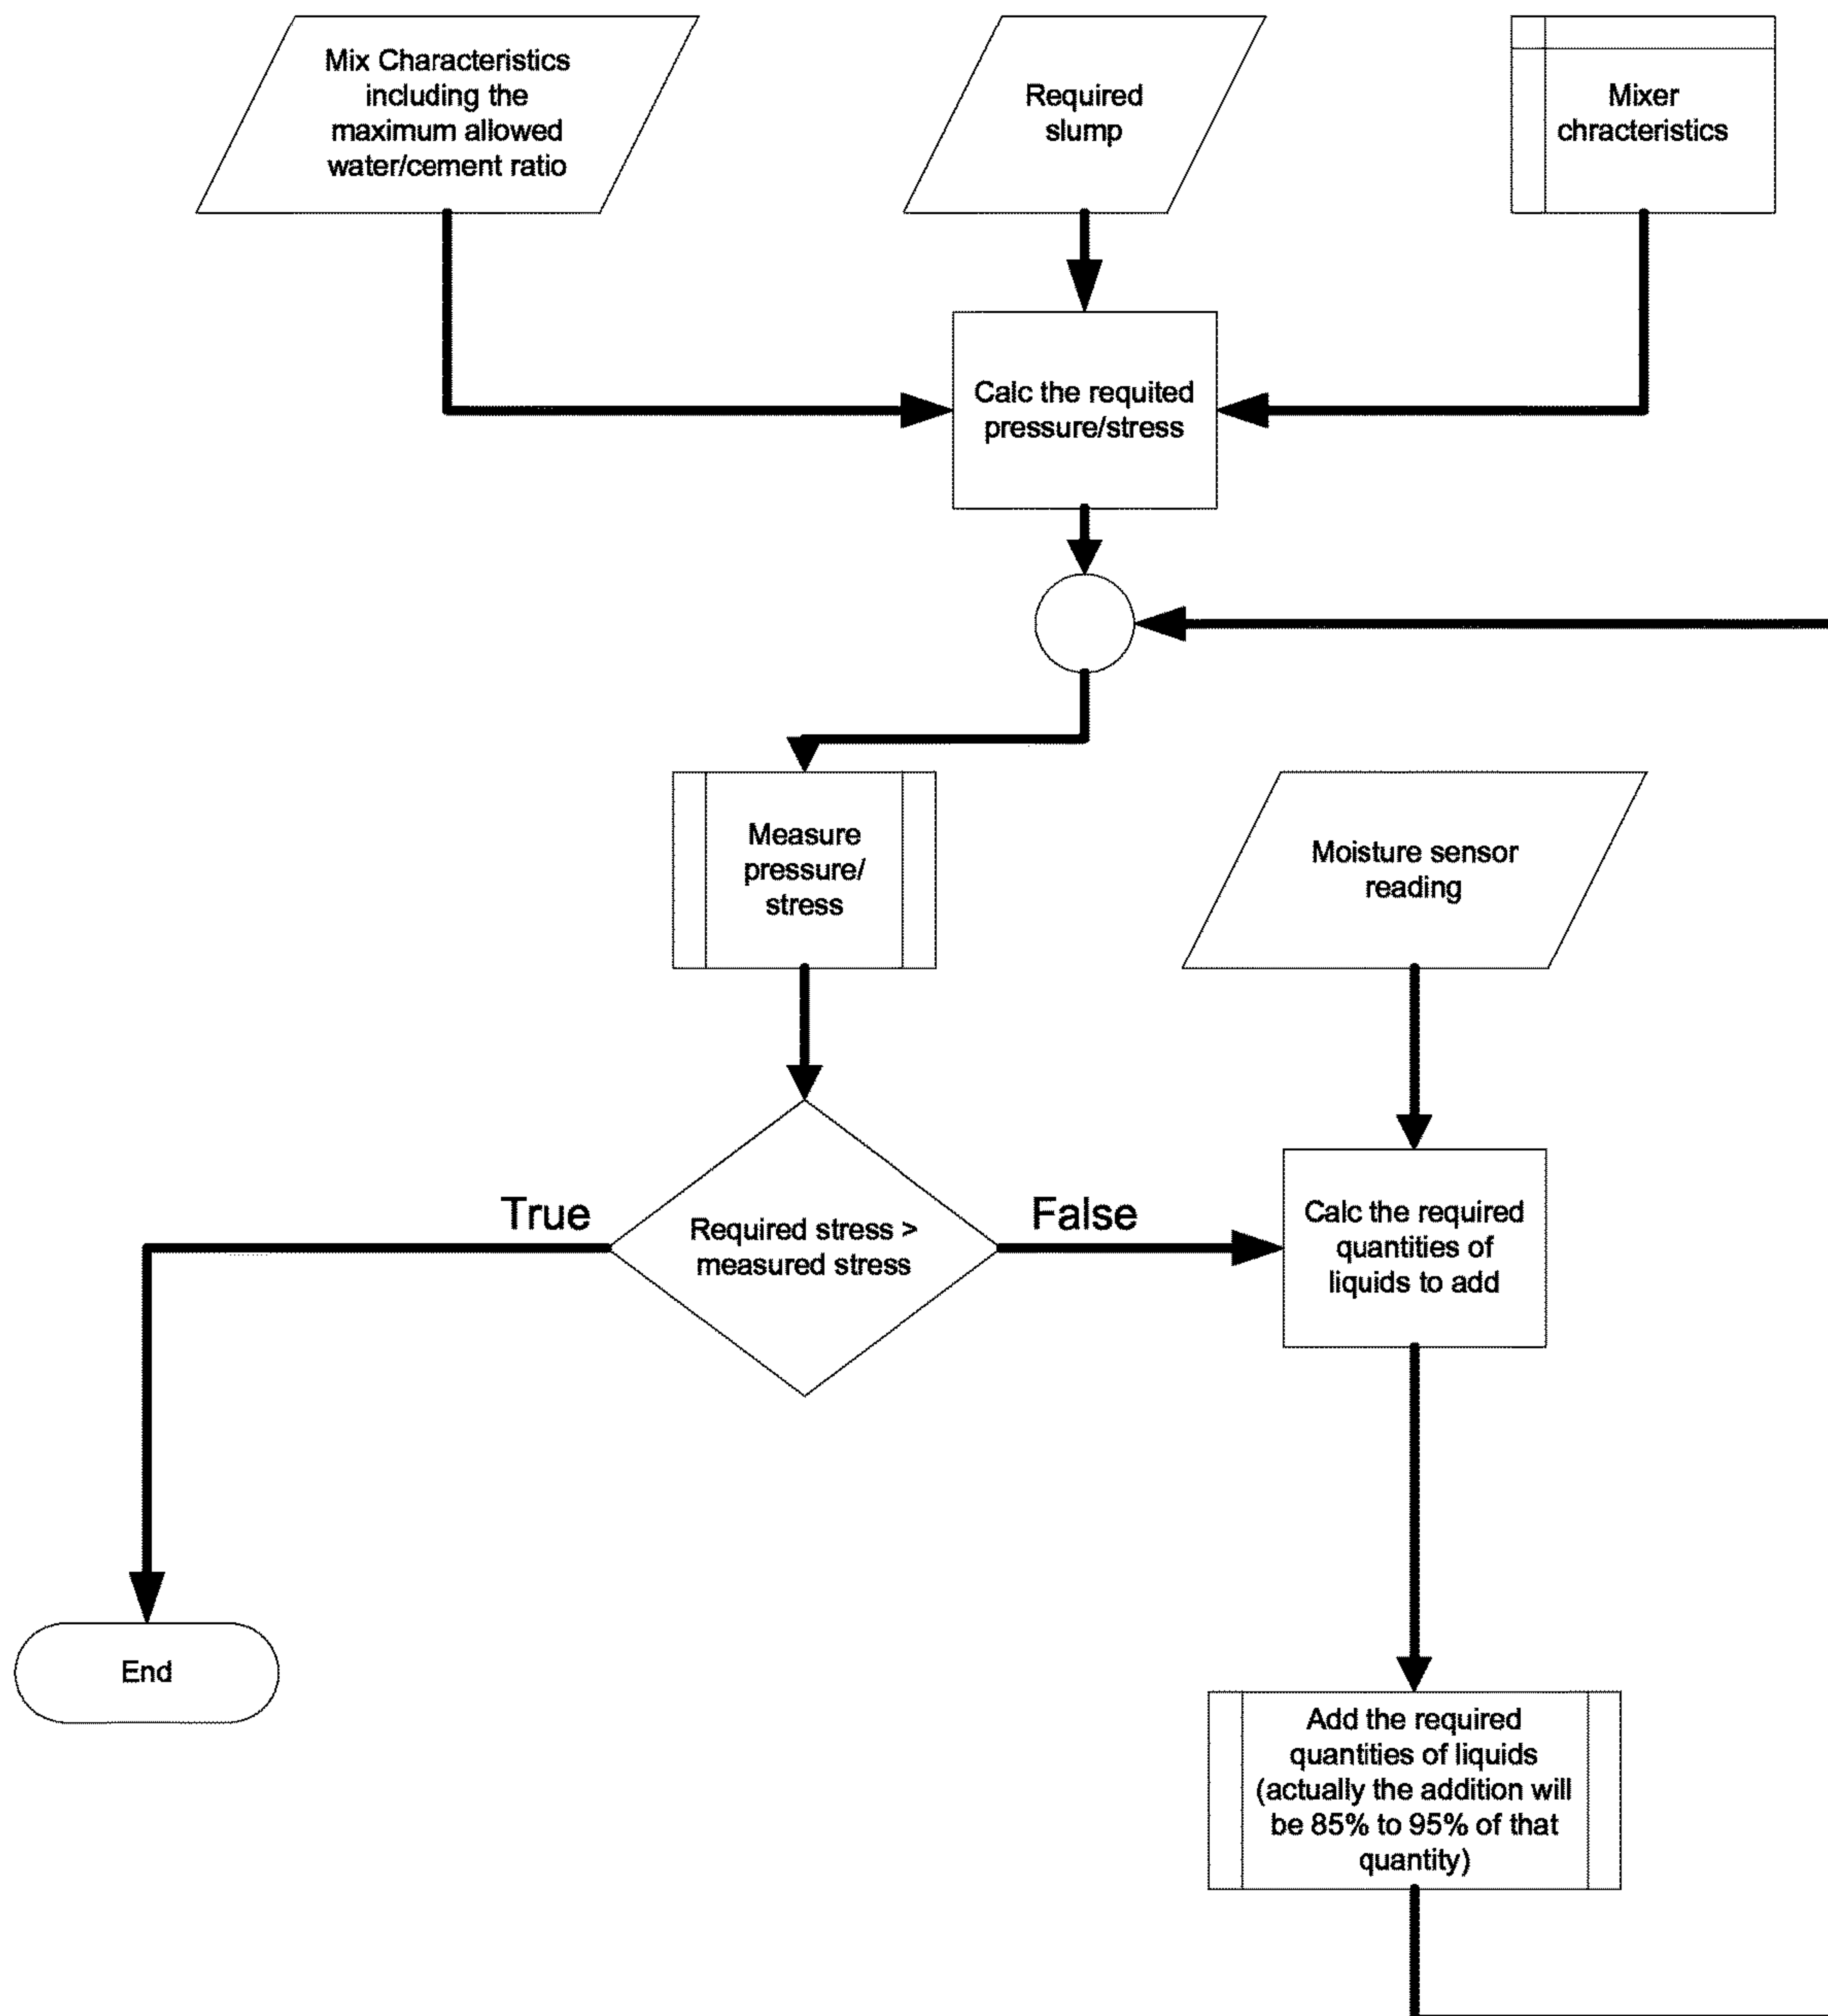 Mix Characteristics
including the
maximum allowed
water/cement ratio
Required
slump
Mixer
chracteristics
Calc the requited
pressure/stress
Measure
pressure/
stress
Moisture sensor
reading
True
Required stress >
measured stress
False
Calc the required
quantities of
liquids to add
End
Add the required
quantities of liquids
(actually the addition will
be 85% to 95% of that
quantity)